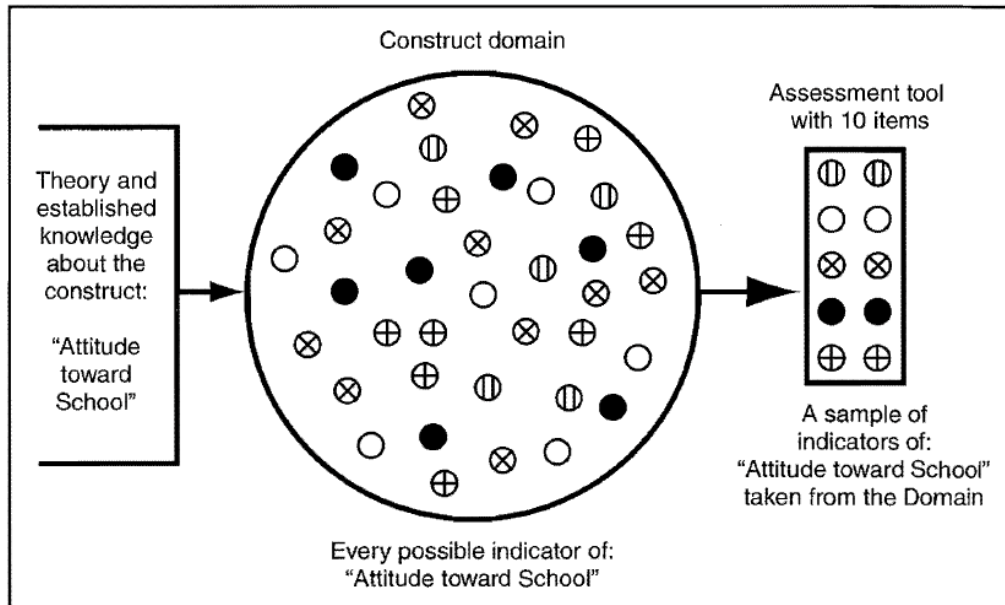 Construct domain
Theory and
established
knowledge
about the
construct:
"Attitude
toward
School"
Assessment tool
with 10 items
A sample of
indicators of:
"Attitude toward School"
taken from the Domain
Every possible indicator of:
"Attitude toward School"